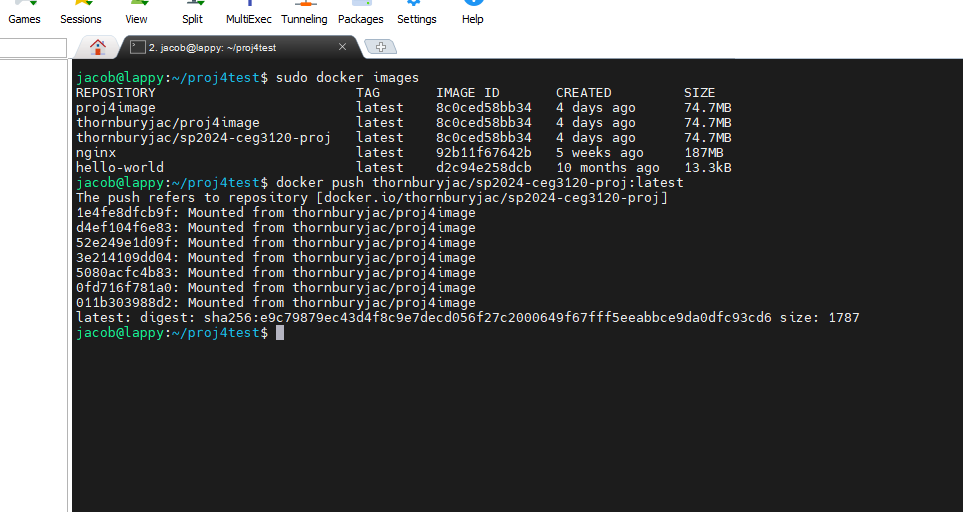 Games Sessions View Split MultiExec Tunneling Packages Settings Help
2. jacob@lappy: ~/proj4test
jacob@lappy:~/proj4test$ sudo docker images
REPOSITORY TAG IMAGE ID CREATED SIZE
proj4image latest 8c0ced58bb34 4 days ago 74.7MB
thornburyjac/proj4image latest 8c0ced58bb34 4 days ago 74.7MB
thornburyjac/sp2024-ceg3120-proj latest 8c0ced58bb34 4 days ago 74.7MB
nginx latest 92b11f67642b 5 weeks ago 187MB
hello-world latest d2c94e258dcb 10 months ago 13.3kB
jacob@lappy:~/proj4test$ docker push thornburyjac/sp2024-ceg3120-proj:latest
The push refers to repository [docker.io/thornburyjac/sp2024-ceg3120-proj]
1e4fe8dfcb9f: Mounted from thornburyjac/proj4image
d4ef104f6e83: Mounted from thornburyjac/proj4image
52e249e1d09f: Mounted from thornburyjac/proj4image
3e214109dd04: Mounted from thornburyjac/proj4image
5080acfc4b83: Mounted from thornburyjac/proj4image
0fd716f781a0: Mounted from thornburyjac/proj4image
011b303988d2: Mounted from thornburyjac/proj4image
latest: digest: sha256:e9c79879ec43d4f8c9e7decd056f27c2000649f67fff5eeabbce9da0dfc93cd6 size: 1787
jacob@lappy:~/proj4test$